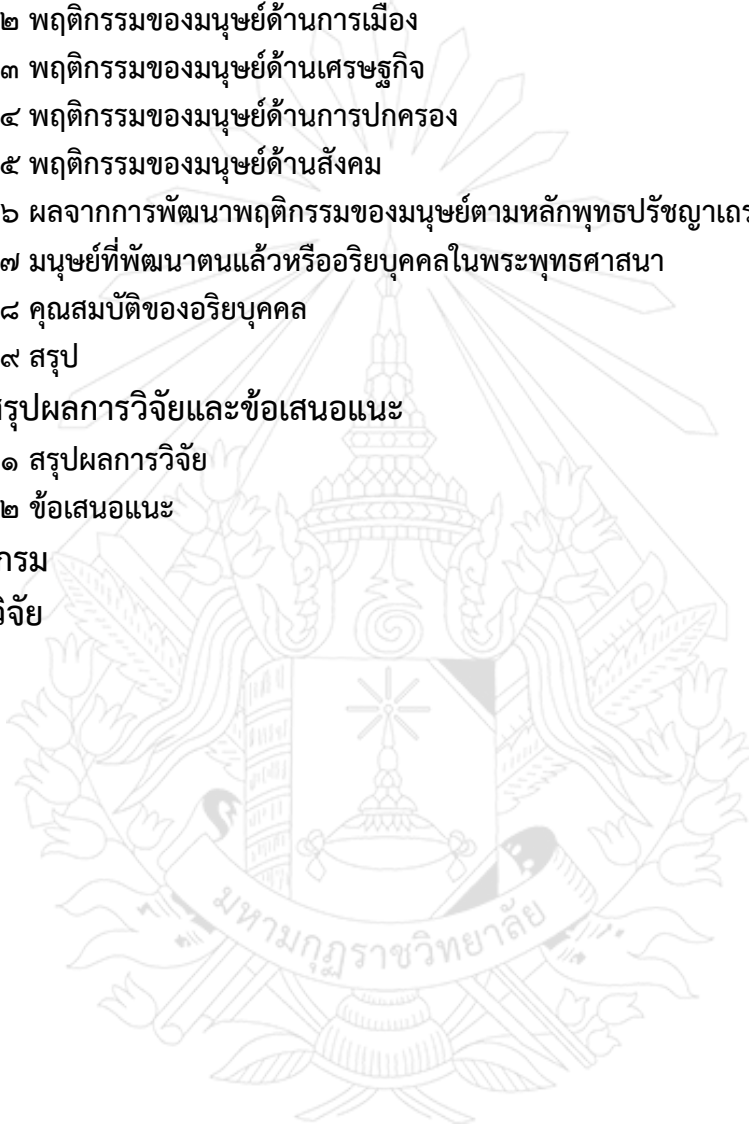 ๒ พฤติกรรมของมนุษย์ด้านการเมือง
๓ พฤติกรรมของมนุษย์ด้านเศรษฐกิจ
๔ พฤติกรรมของมนุษย์ด้านการปกครอง
๕ พฤติกรรมของมนุษย์ด้านสังคม
๖ ผลจากการพัฒนาพฤติกรรมของมนุษย์ตามหลักพุทธปรัชญาเถร
๗ มนุษย์ที่พัฒนาตนแล้วหรืออริยบุคคลในพระพุทธศาสนา
๘ คุณสมบัติของอริยบุคคล
๙ สรุป
สรุปผลการวิจัยและข้อเสนอแนะ
๑ สรุปผลการวิจัย
๒ ข้อเสนอแนะ
กรม
วิจัย
มหามกุฏราชวิทยาลัย